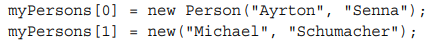 myPersons[0] = new Person("Ayrton", "Senna");
myPersons[1] = new("Michael", "Schumacher");